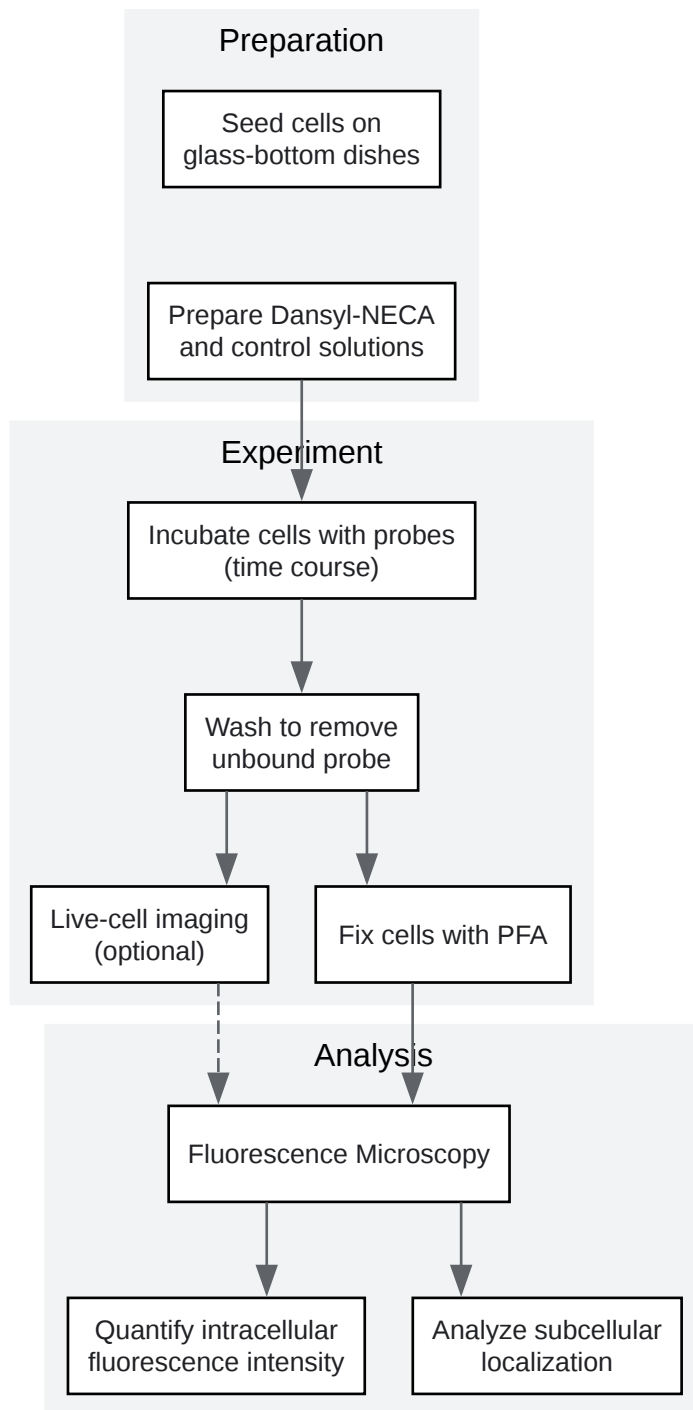 Preparation
Seed cells on
glass-bottom dishes
Prepare Dansyl-NECA
and control solutions
Experiment
Incubate cells with probes
(time course)
Wash to remove
unbound probe
Live-cell imaging
(optional)
Fix cells with PFA
Analysis
Fluorescence Microscopy
Quantify intracellular
fluorescence intensity
Analyze subcellular
localization